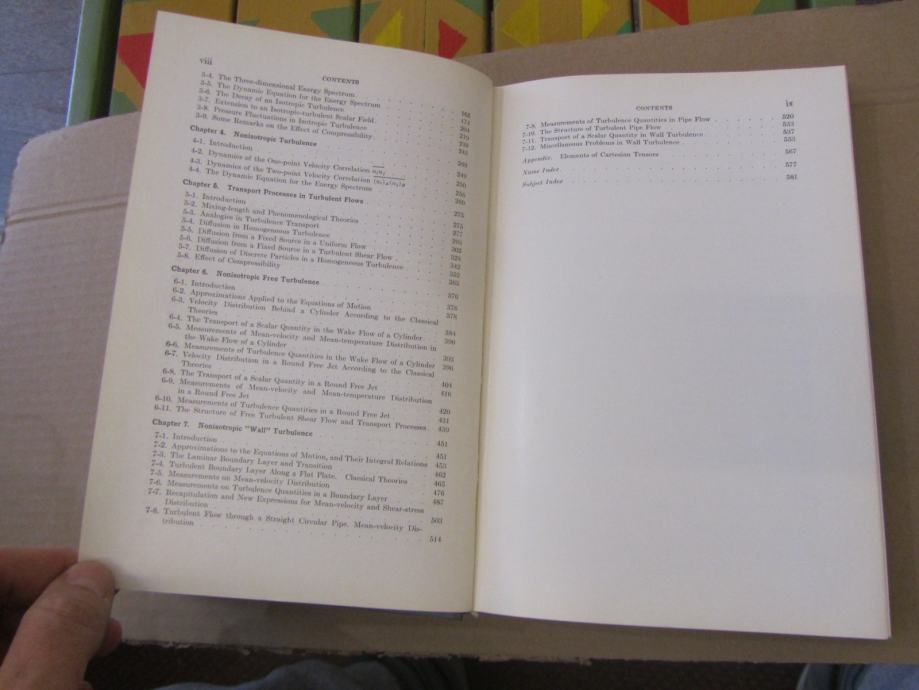 viii
CONTENTS
3-4. The Three-dimensional Energy Spectrum
3-5. The Dynamic Equation for the Energy Spectrum
3-6. The Decay of an Isotropic Turbulence
3-7. Extension to an Isotropic-turbulent Scalar Field
3-8. Pressure Fluctuations in Isotropic Turbulence
3-9. Some Remarks on the Effect of Compressibility
Chapter 4. Nonisotropic Turbulence
4-1. Introduction
4-2. Dynamics of the One-point Velocity Correlation
4-3. Dynamics of the Two-point Velocity Correlation
4-4. The Dynamic Equation for the Energy Spectrum
Chapter 5. Transport Processes in Turbulent Flows
5-1. Introduction
5-2. Mixing-length and Phenomenological Theories
5-3. Analogies in Turbulence Transport
5-4. Diffusion in Homogeneous Turbulence
5-5. Diffusion from a Fixed Source in a Uniform Flow
5-6. Diffusion from a Fixed Source in a Turbulent Shear Flow
5-7. Diffusion of Discrete Particles in a Homogeneous Turbulence
5-8. Effect of Compressibility
Chapter 6. Nonisotropic Free Turbulence
6-1. Introduction
6-2. Approximations Applied to the Equations of Motion
6-3. Velocity Distribution Behind a Cylinder According to the Classical
Theories
6-4. The Transport of a Scalar Quantity in the Wake Flow of a Cylinder
6-5. Measurements of Mean-velocity and Mean-temperature Distribution in
the Wake Flow of a Cylinder
6-6. Measurements of Turbulence Quantities in the Wake Flow of a Cylinder
6-7. Velocity Distribution in a Round Free Jet According to the Classical
Theories
6-8. The Transport of a Scalar Quantity in a Round Free Jet 404
6-9. Measurements of Mean-velocity and Mean-temperature Distribution 416
in a Round Free Jet
6-10. Measurements of Turbulence Quantities in a Round Free Jet 420
6-11. The Structure of Free Turbulent Shear Flow and Transport Processes 431
439
Chapter 7. Nonisotropic "Wall" Turbulence
7-1. Introduction 451
7-2. Approximations to the Equations of Motion, and Their Integral Relations 451
7-3. The Laminar Boundary Layer and Transition 453
7-4. Turbulent Boundary Layer Along a Flat Plate. Classical Theories 462
7-5. Measurements on Mean-velocity Distribution 465
7-6. Measurements on Turbulence Quantities in a Boundary Layer 476
7-7. Recapitulation and New Expressions for Mean-velocity and Shear-stress 487
Distribution 503
7-8. Turbulent Flow through a Straight Circular Pipe. Mean-velocity Dis-
tribution 514
CONTENTS ix
7-9. Measurements of Turbulence Quantities in Pipe Flow 520
7-10. The Structure of Turbulent Pipe Flow 533
7-11. Transport of a Scalar Quantity in Wall Turbulence 537
7-12. Miscellaneous Problems in Wall Turbulence 553
Appendix. Elements of Cartesian Tensors 567
Name Index 577
Subject Index 581